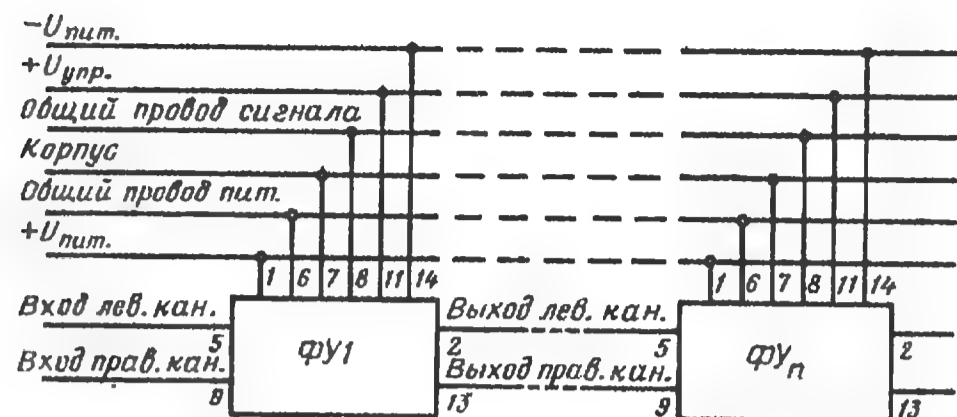 -Uпит.
+Uупр.
Общий провод сигнала
Корпус
Общий провод пит.
+Uпит.
1 6 7 8 11 14
1 6 7 8 11 14
Вход лев. кан.
5
ФУ1
Выход лев. кан.
2
5
ФУn
2
Вход прав. кан.
9
Выход прав. кан.
13
9
13